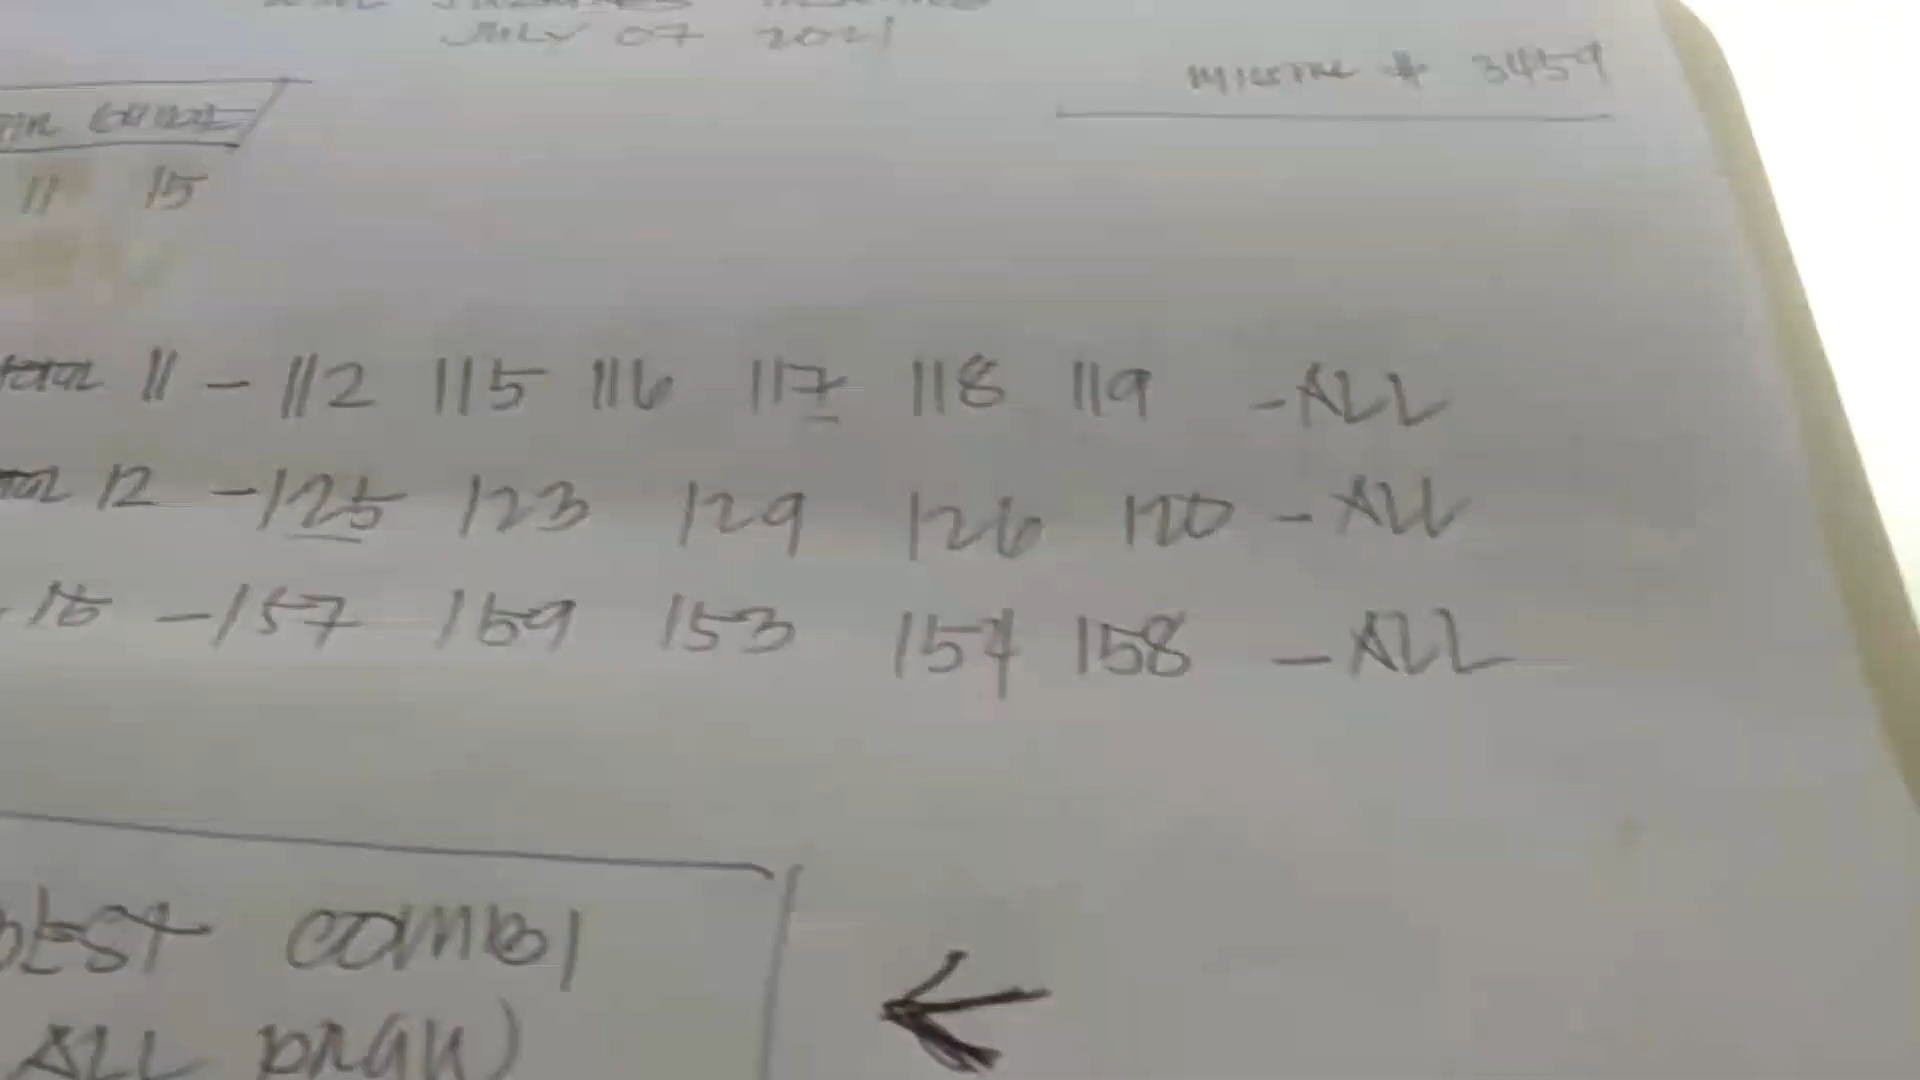 JULY 07 2021
# 3459
11 15
11 - 112 115 116 117 118 119 - ALL
12 - 125 123 129 126 120 - ALL
15 - 157 159 153 154 158 - ALL
BEST COMBI
ALL DRAW)